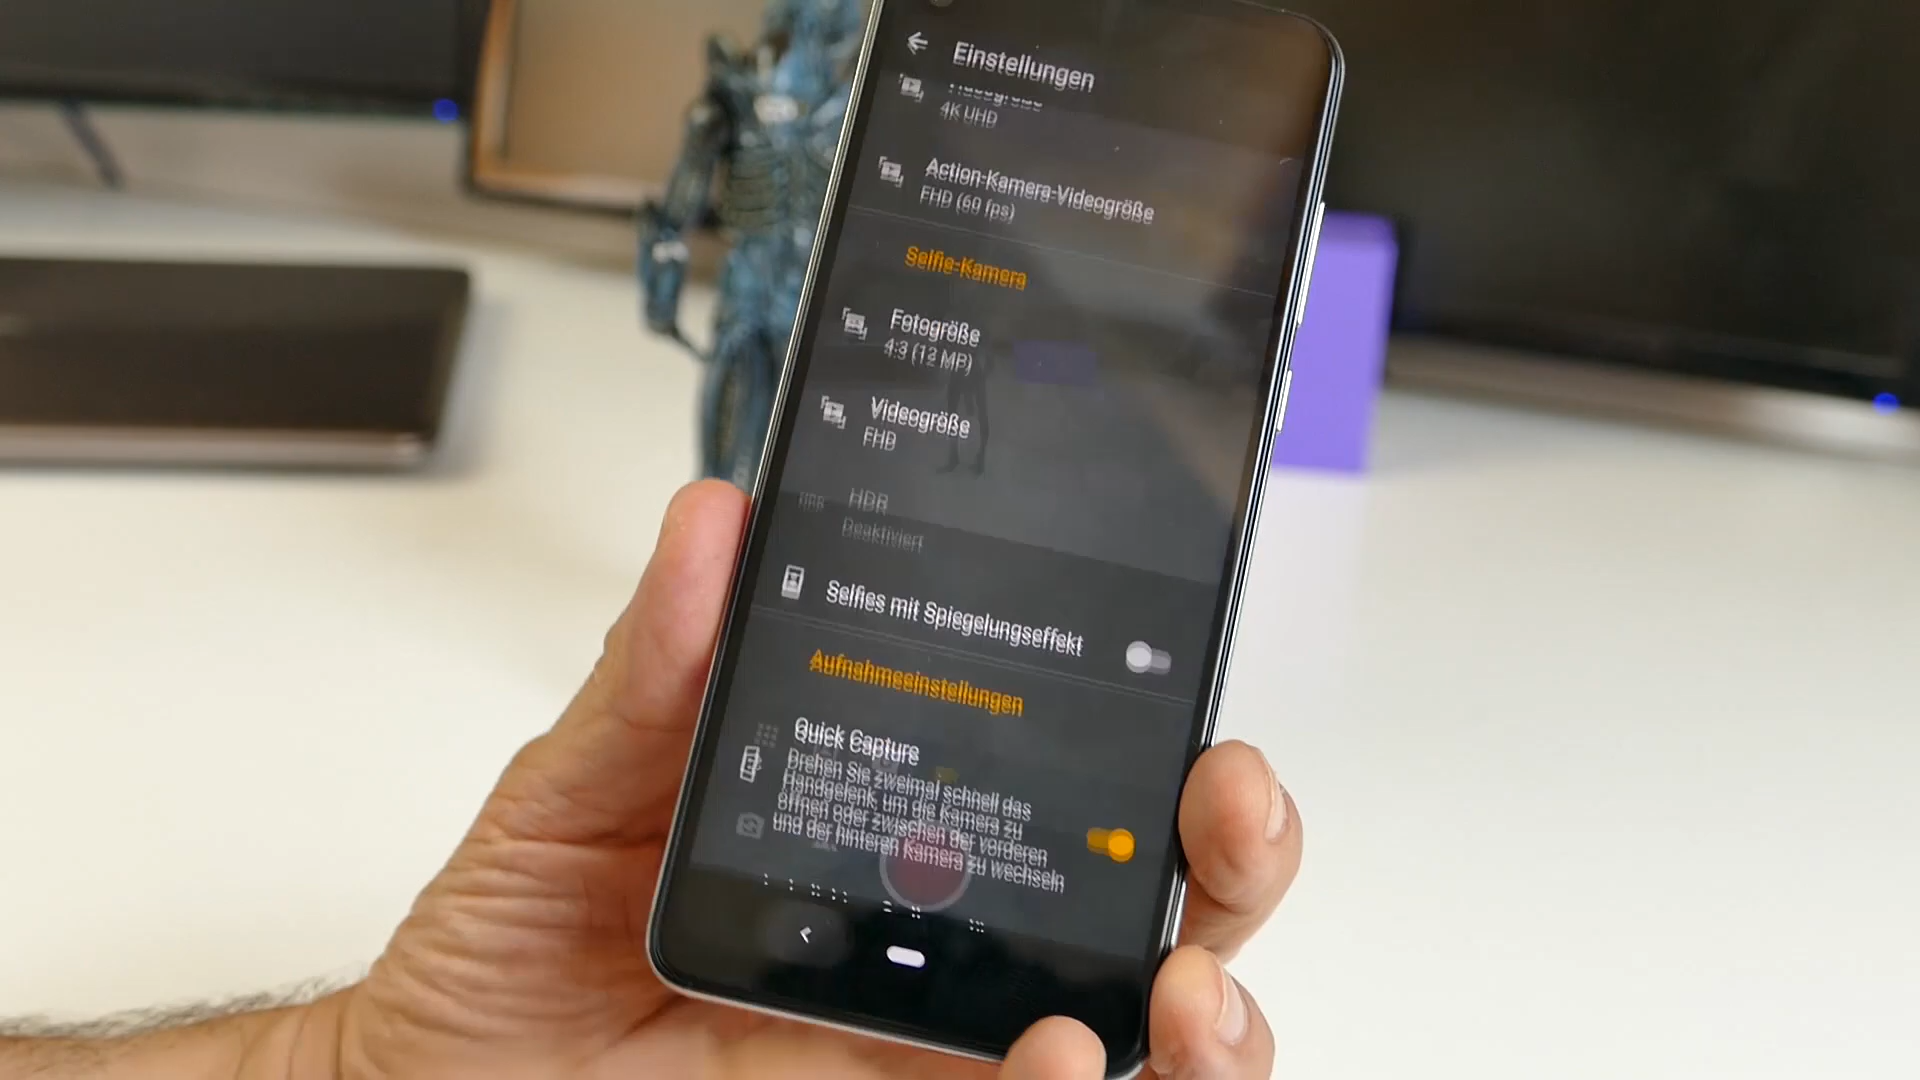 Einstellungen
Videogröße
4K UHD
Action-Kamera-Videogröße
FHD (60 fps)
Selfie-Kamera
Fotogröße
4:3 (12 MP)
Videogröße
FHD
HDR
Deaktiviert
Selfies mit Spiegelungseffekt
Aufnahmeeinstellungen
Quick Capture
Drehen Sie zweimal schnell das
Handgelenk, um die Kamera zu
öffnen oder zwischen der vorderen
und der hinteren Kamera zu wechseln